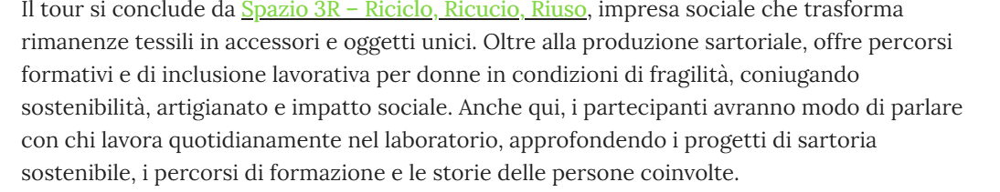 Il tour si conclude da Spazio 3R – Riciclo, Ricucio, Riuso, impresa sociale che trasforma
rimanenze tessili in accessori e oggetti unici. Oltre alla produzione sartoriale, offre percorsi
formativi e di inclusione lavorativa per donne in condizioni di fragilità, coniugando
sostenibilità, artigianato e impatto sociale. Anche qui, i partecipanti avranno modo di parlare
con chi lavora quotidianamente nel laboratorio, approfondendo i progetti di sartoria
sostenibile, i percorsi di formazione e le storie delle persone coinvolte.